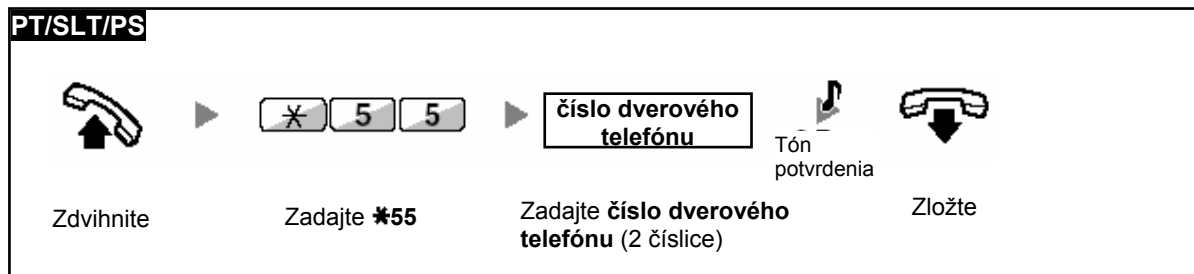 PT/SLT/PS
✶ 5 5
číslo dverového
telefónu
Tón
potvrdenia
Zdvihnite
Zadajte ✶55
Zadajte číslo dverového
telefónu (2 číslice)
Zložte